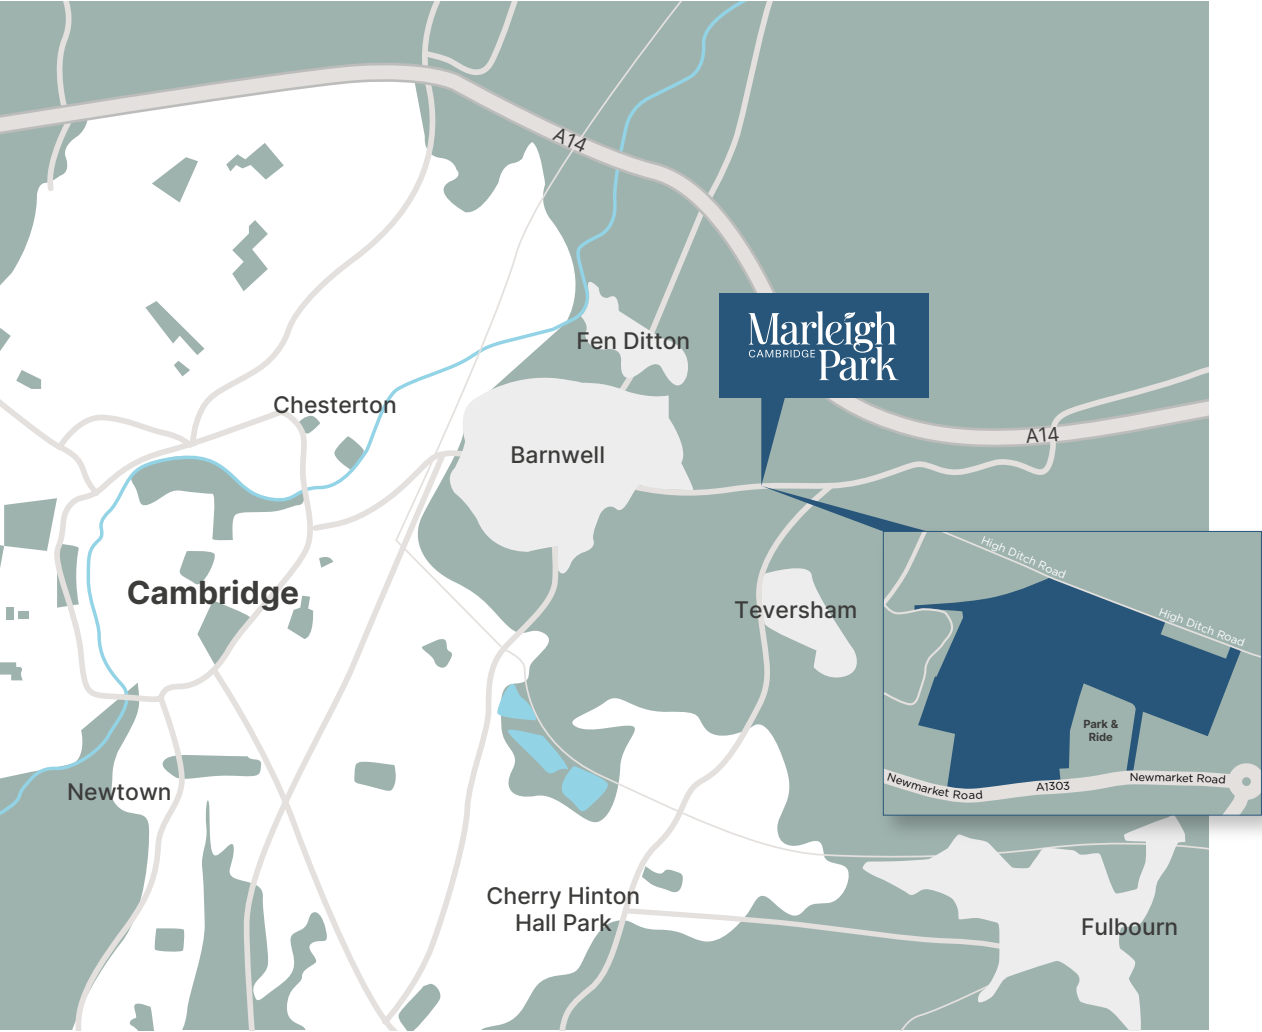 A14
Fen Ditton
Marleigh
CAMBRIDGE
Park
Chesterton
A14
Barnwell
High Ditch Road
Cambridge
Teversham
High Ditch Road
Park &
Ride
Newtown
Newmarket Road
A1303
Newmarket Road
Cherry Hinton
Hall Park
Fulbourn